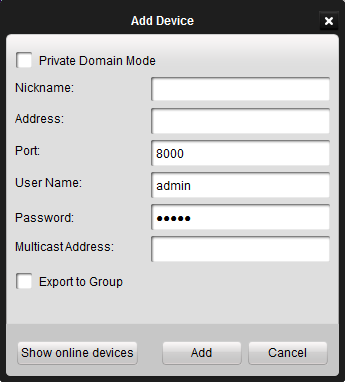 Add Device
Private Domain Mode
Nickname:
Address:
Port: 8000
User Name: admin
Password: •••••
Multicast Address:
Export to Group
Show online devices Add Cancel